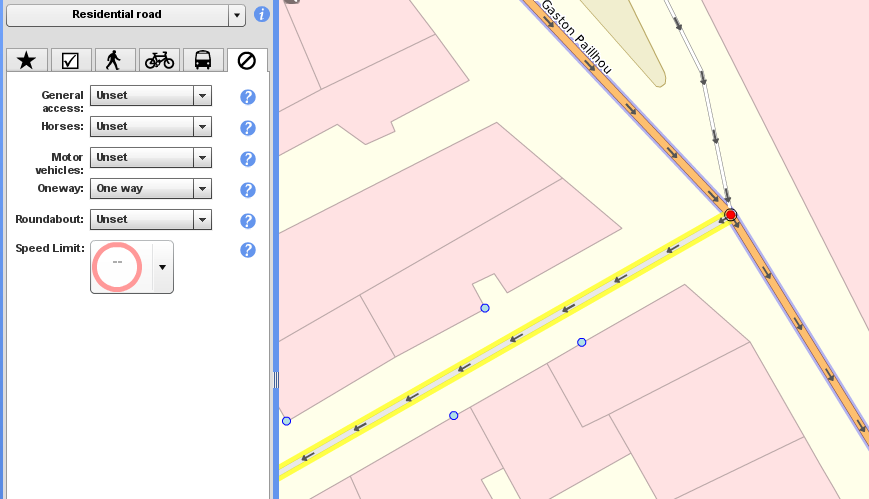 Residential road
General
access:
Unset
Horses:
Unset
Motor
vehicles:
Unset
Oneway:
One way
Roundabout:
Unset
Speed Limit:
--
Gaston Paillhou
i
?
?
?
?
?
?